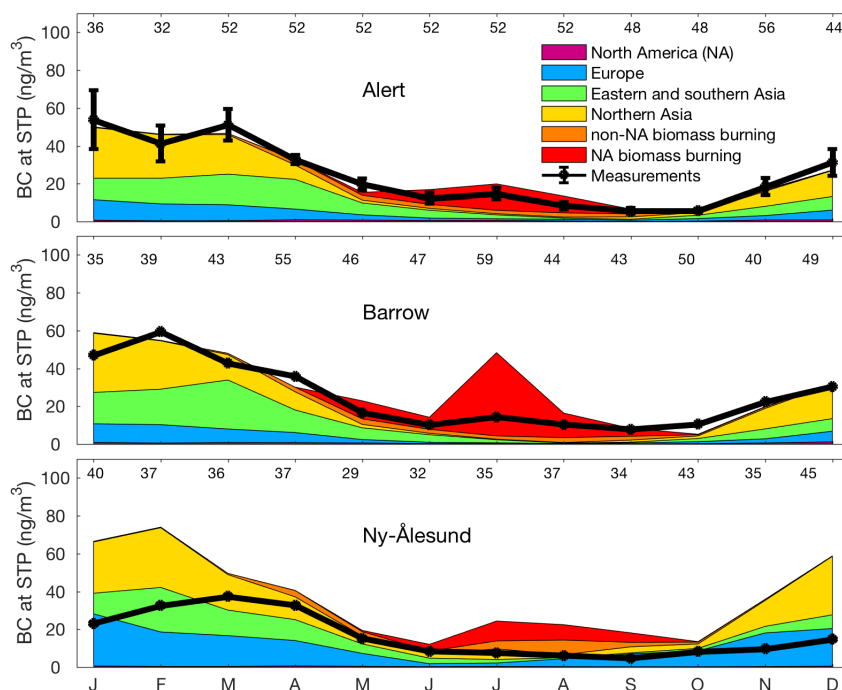 36 32 52 52 52 52 52 52 48 48 56 44
100
80
60
40
20
0
BC at STP (ng/m³)
Alert
North America (NA)
Europe
Eastern and southern Asia
Northern Asia
non-NA biomass burning
NA biomass burning
Measurements
35 39 43 55 46 47 59 44 43 50 40 49
100
80
60
40
20
0
BC at STP (ng/m³)
Barrow
40 37 36 37 29 32 35 37 34 43 35 45
100
80
60
40
20
0
BC at STP (ng/m³)
Ny-Ålesund
J F M A M J J A S O N D